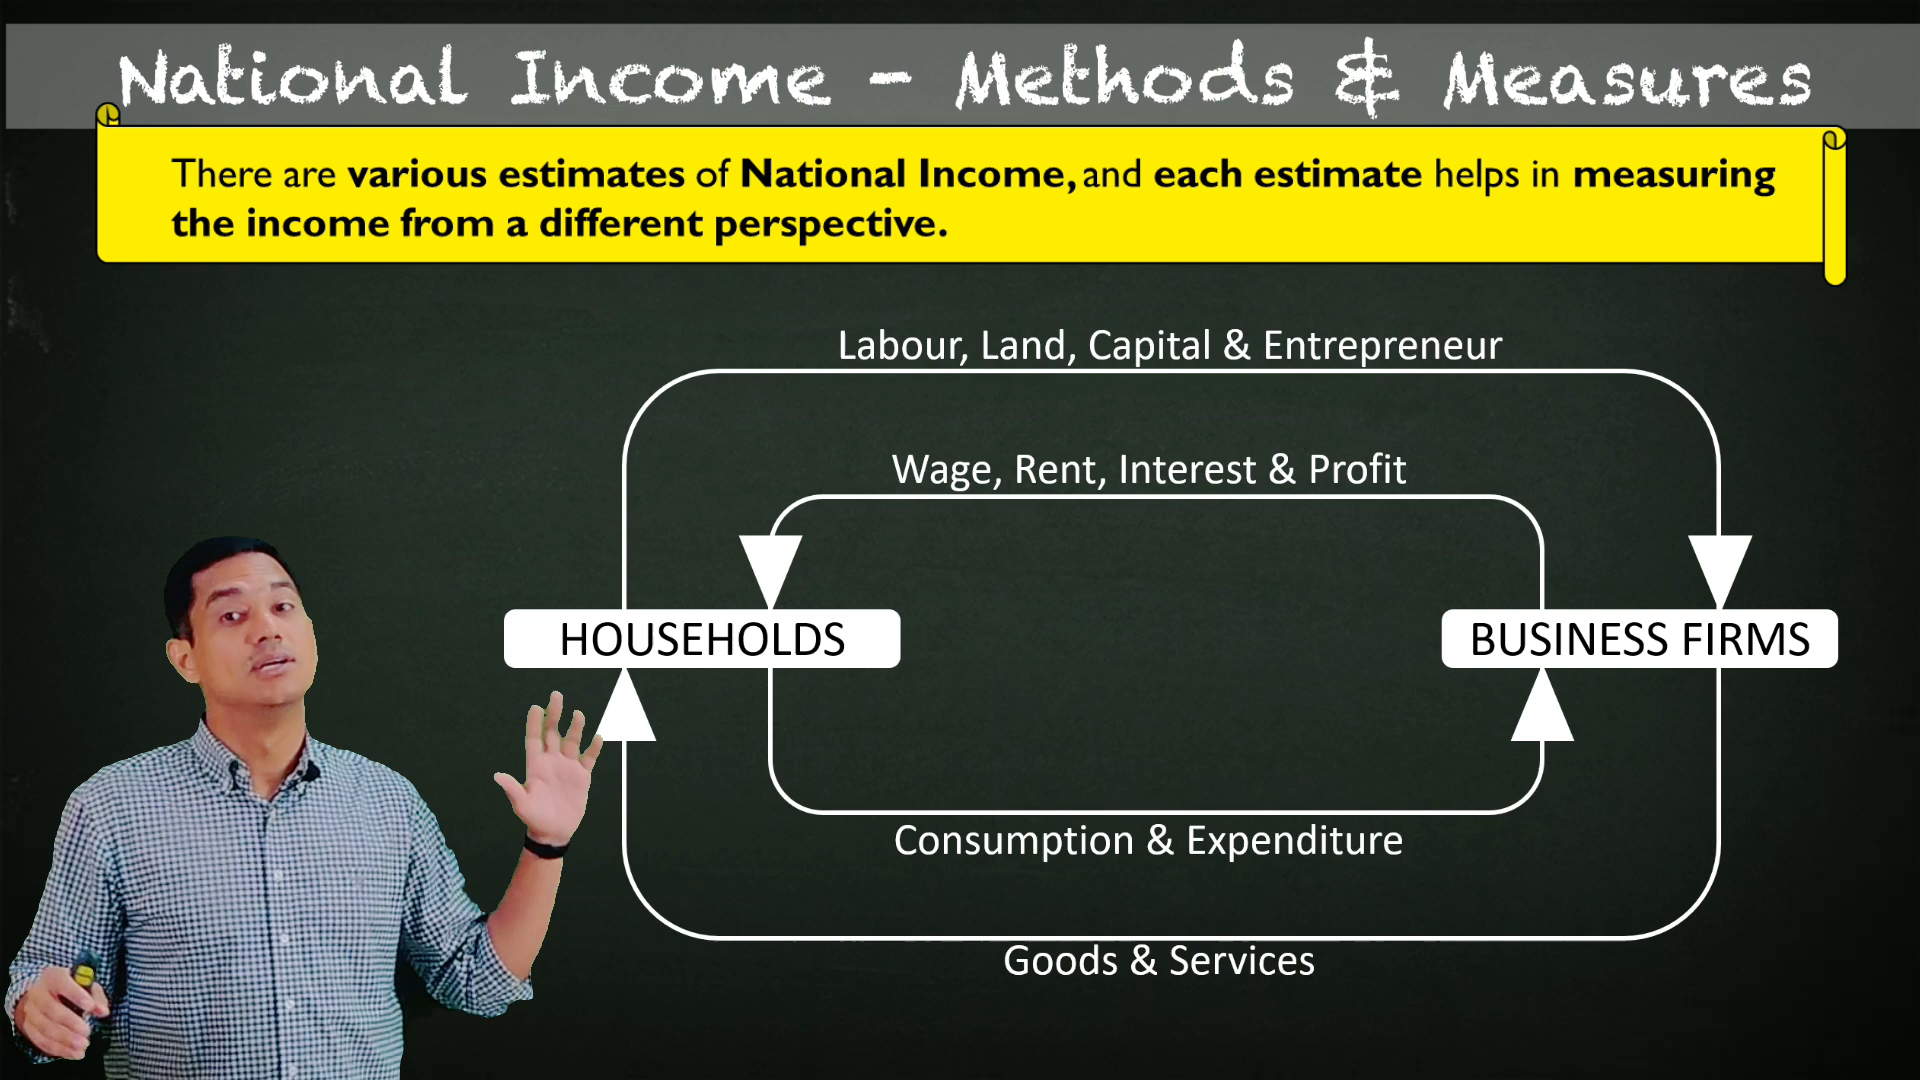 National Income - Methods & Measures
There are various estimates of National Income, and each estimate helps in measuring
the income from a different perspective.
Labour, Land, Capital & Entrepreneur
Wage, Rent, Interest & Profit
HOUSEHOLDS
BUSINESS FIRMS
Consumption & Expenditure
Goods & Services